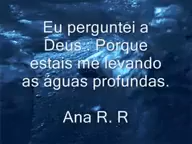 Eu perguntei a
Deus: Porque
estais me levando
as águas profundas.
Ana R. R